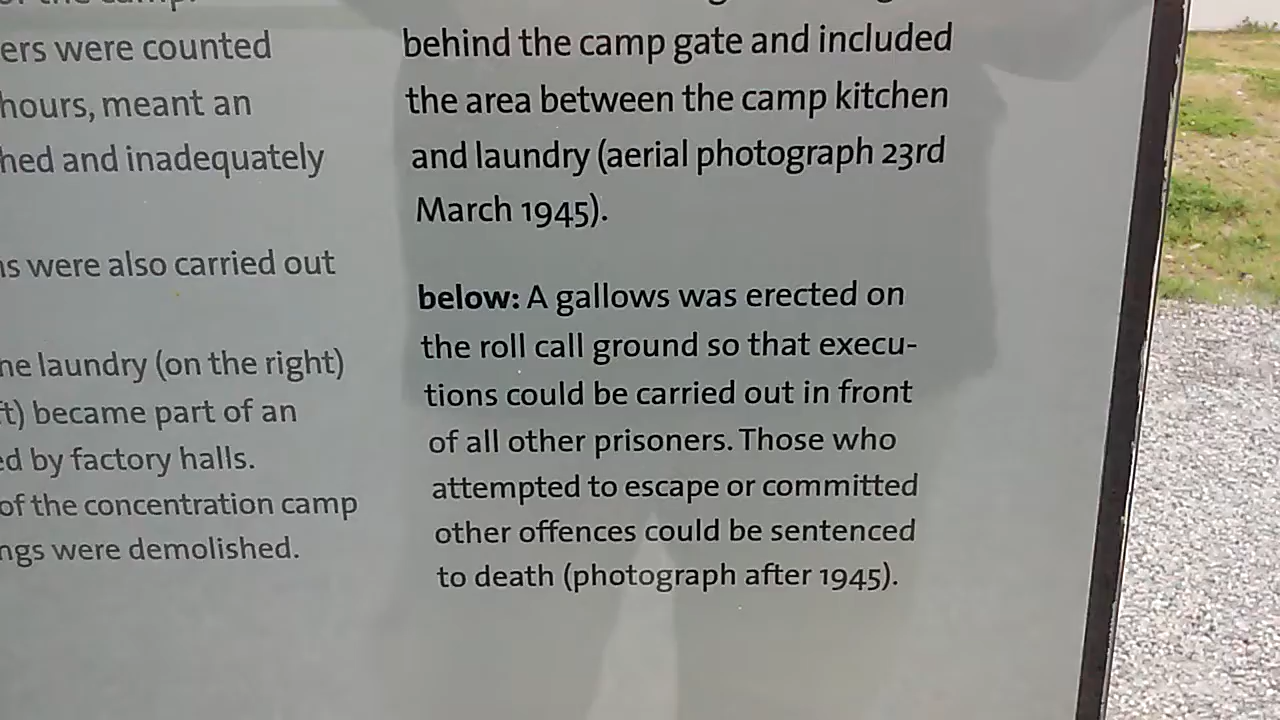 ers were counted
hours, meant an
and inadequately
were also carried out
laundry (on the right)
became part of an
by factory halls.
of the concentration camp
were demolished.
behind the camp gate and included
the area between the camp kitchen
and laundry (aerial photograph 23rd
March 1945).
below: A gallows was erected on
the roll call ground so that execu-
tions could be carried out in front
of all other prisoners. Those who
attempted to escape or committed
other offences could be sentenced
to death (photograph after 1945).